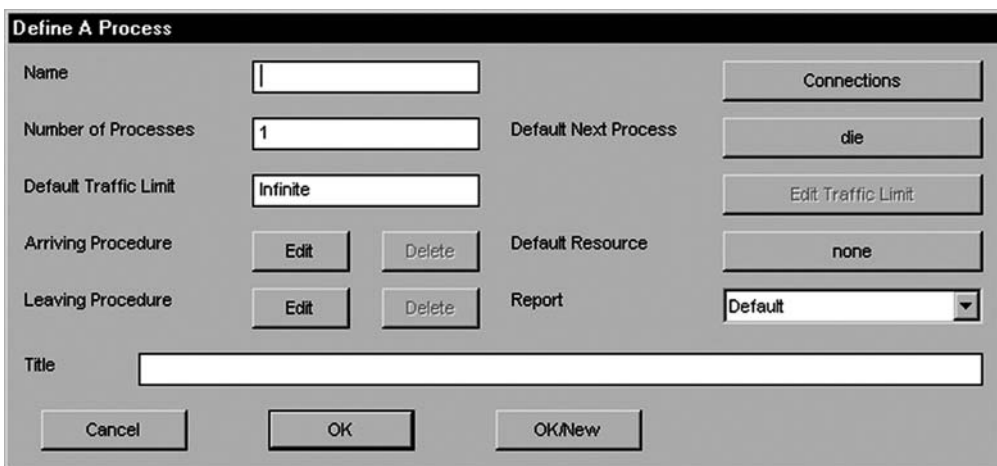 Define A Process
Name
Connections
Number of Processes
1
Default Next Process
die
Default Traffic Limit
Infinite
Edit Traffic Limit
Arriving Procedure
Edit
Delete
Default Resource
none
Leaving Procedure
Edit
Delete
Report
Default
Title
Cancel
OK
OK/New